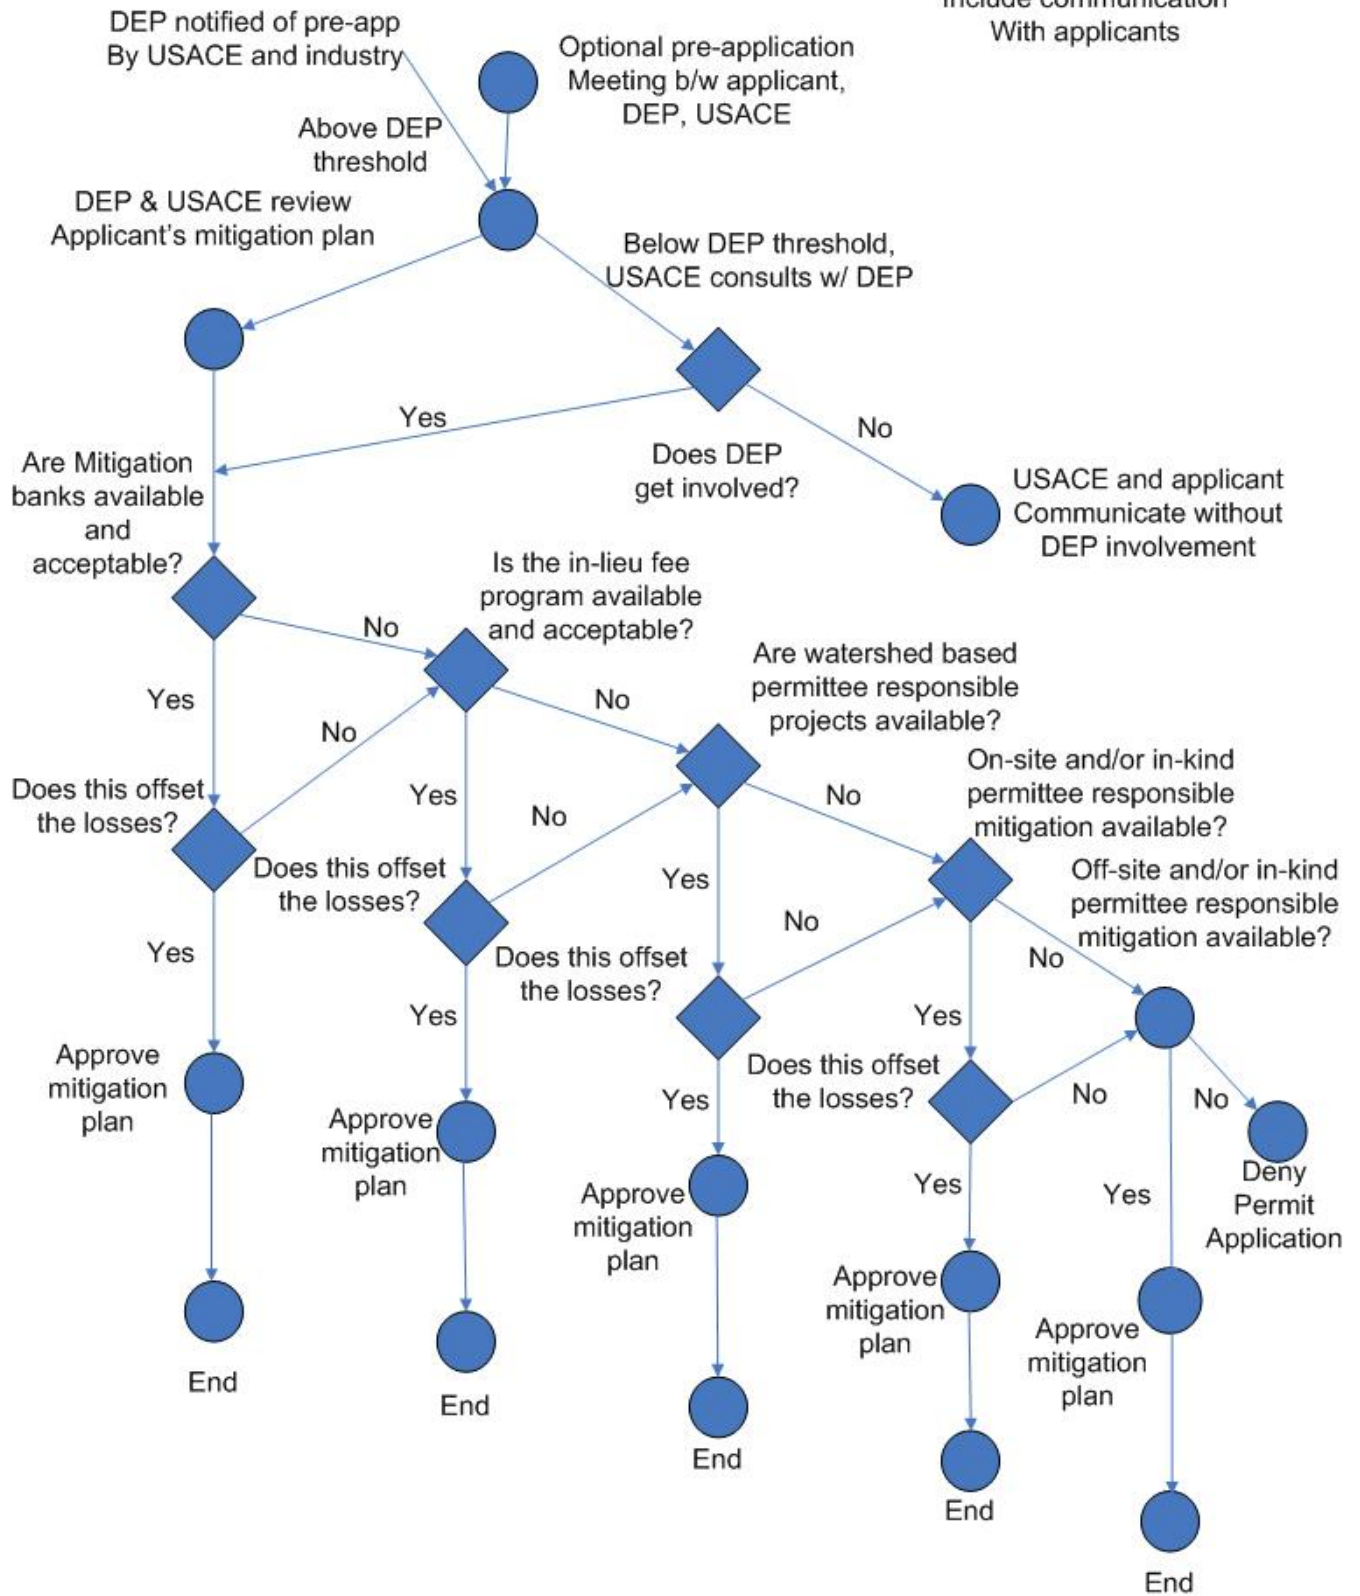 Include communication
With applicants
DEP notified of pre-app
By USACE and industry
Optional pre-application
Meeting b/w applicant,
DEP, USACE
Above DEP
threshold
DEP & USACE review
Applicant's mitigation plan
Below DEP threshold,
USACE consults w/ DEP
Yes
No
Does DEP
get involved?
Are Mitigation
banks available
and
acceptable?
USACE and applicant
Communicate without
DEP involvement
Is the in-lieu fee
program available
and acceptable?
No
Are watershed based
permittee responsible
projects available?
Yes
No
No
On-site and/or in-kind
permittee responsible
mitigation available?
Does this offset
the losses?
Yes
No
No
Off-site and/or in-kind
permittee responsible
mitigation available?
Does this offset
the losses?
Yes
No
No
Yes
Does this offset
the losses?
Yes
Yes
Approve
mitigation
plan
Does this offset
the losses?
Yes
No
No
Approve
mitigation
plan
Deny
Permit
Application
Yes
Yes
Approve
mitigation
plan
Approve
mitigation
plan
Approve
mitigation
plan
End
End
End
End
End